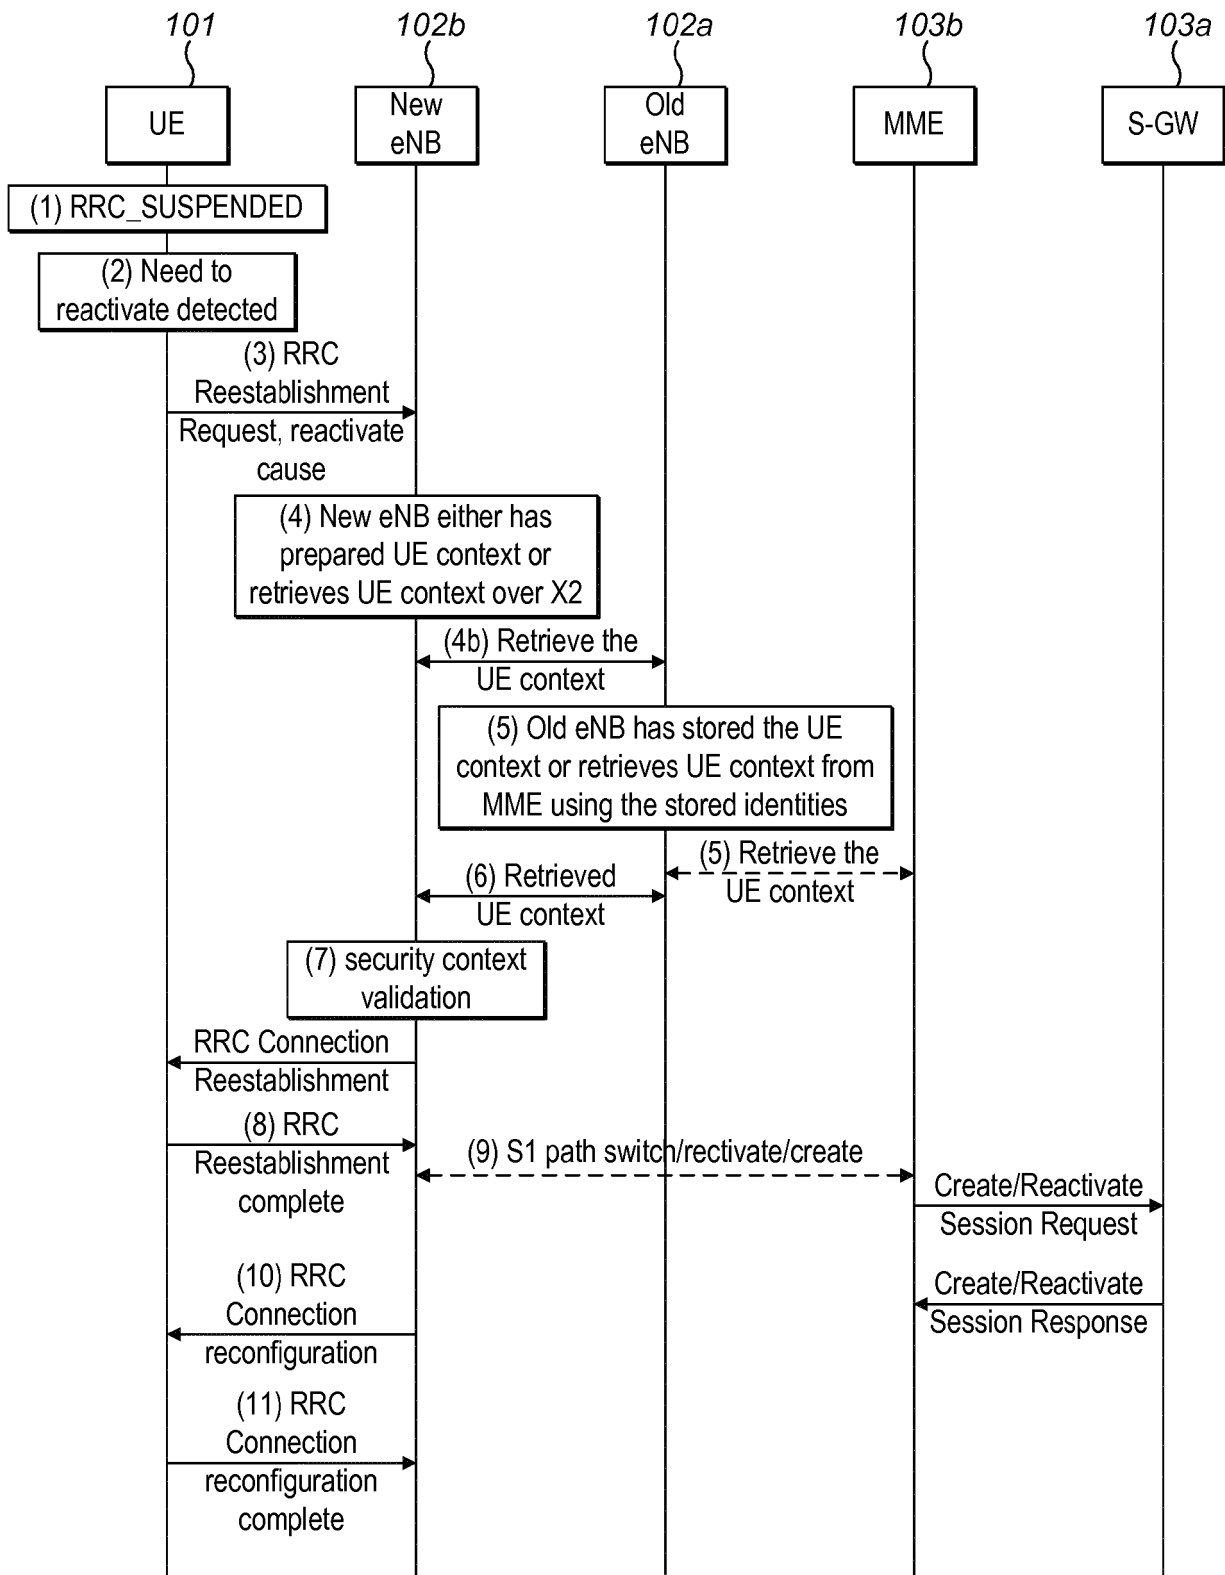 101
102b
102a
103b
103a
UE
New
eNB
Old
eNB
MME
S-GW
(1) RRC_SUSPENDED
(2) Need to
reactivate detected
(3) RRC
Reestablishment
Request, reactivate
cause
(4) New eNB either has
prepared UE context or
retrieves UE context over X2
(4b) Retrieve the
UE context
(5) Old eNB has stored the UE
context or retrieves UE context from
MME using the stored identities
(5) Retrieve the
UE context
(6) Retrieved
UE context
(7) security context
validation
RRC Connection
Reestablishment
(8) RRC
Reestablishment
complete
(9) S1 path switch/rectivate/create
Create/Reactivate
Session Request
Create/Reactivate
Session Response
(10) RRC
Connection
reconfiguration
(11) RRC
Connection
reconfiguration
complete